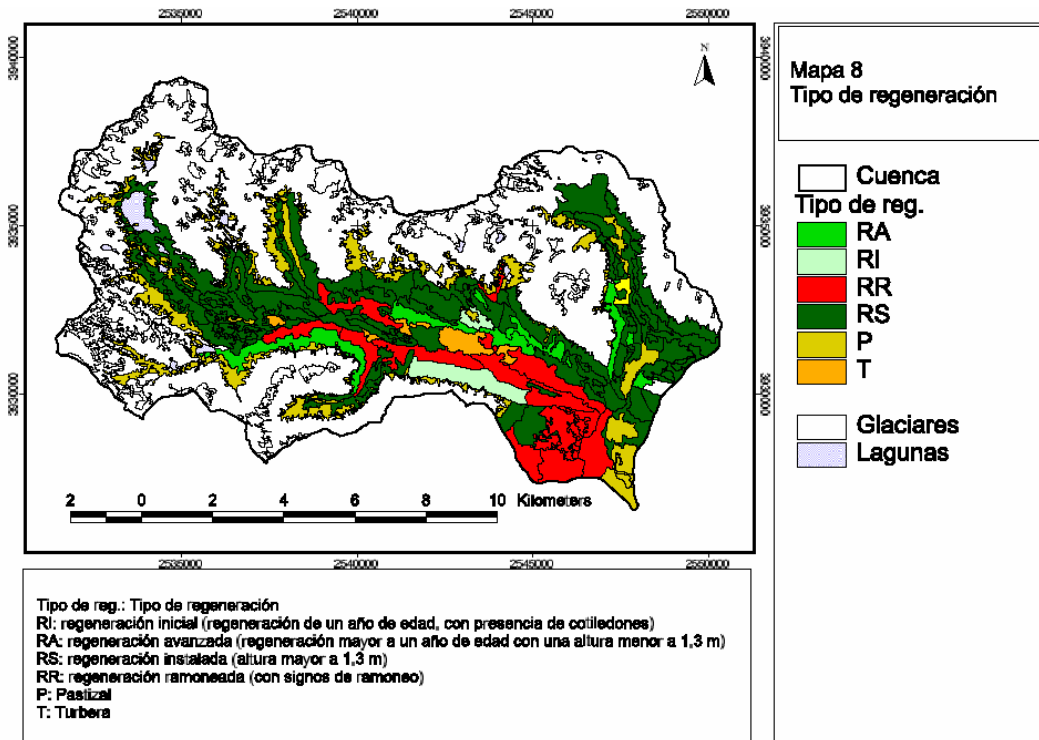 2535000 2540000 2545000 2550000
3940000 3940000
N
3935000 3935000
3930000 3930000
2 0 2 4 6 8 10 Kilometers
2535000 2540000 2545000 2550000
Mapa 8
Tipo de regeneración
Cuenca
Tipo de reg.
RA
RI
RR
RS
P
T
Glaciares
Lagunas
Tipo de reg.: Tipo de regeneración
RI: regeneración inicial (regeneración de un año de edad, con presencia de cotiledones)
RA: regeneración avanzada (regeneración mayor a un año de edad con una altura menor a 1,3 m)
RS: regeneración instalada (altura mayor a 1,3 m)
RR: regeneración ramoneada (con signos de ramoneo)
P: Pastizal
T: Turbera